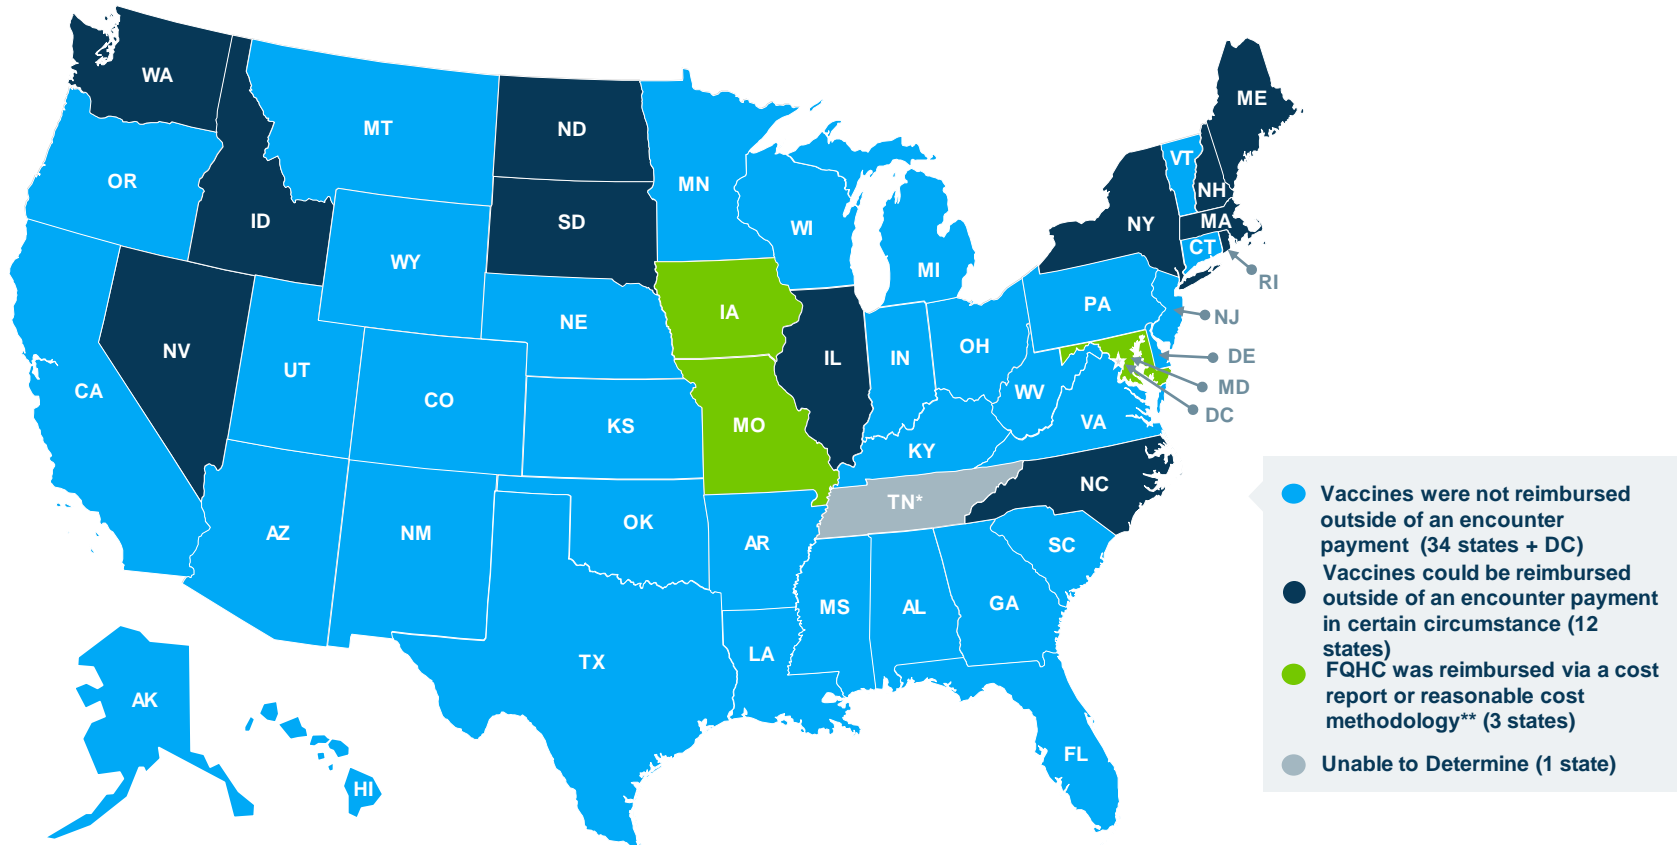 WA
MT
ND
ME
OR
ID
MN
SD
WI
VT
NH
NY
MA
CT
RI
WY
MI
PA
NJ
NE
IA
NV
UT
IL
IN
OH
DE
MD
DC
CA
CO
KS
MO
WV
VA
KY
TN*
NC
AZ
NM
OK
AR
SC
MS
AL
GA
TX
LA
AK
HI
FL
Vaccines were not reimbursed
outside of an encounter
payment (34 states + DC)
Vaccines could be reimbursed
outside of an encounter payment
in certain circumstance (12
states)
FQHC was reimbursed via a cost
report or reasonable cost
methodology** (3 states)
Unable to Determine (1 state)